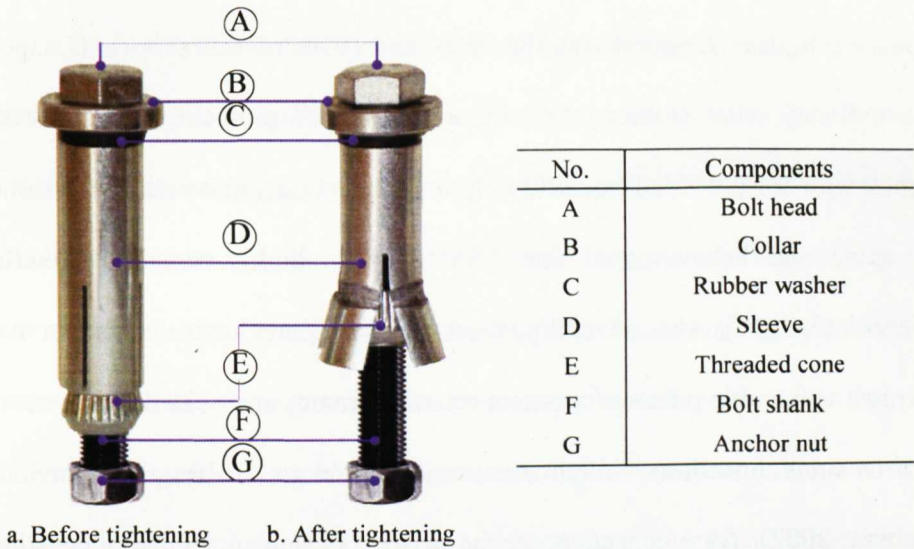 A
B
C
D
E
F
G
No. Components
A Bolt head
B Collar
C Rubber washer
D Sleeve
E Threaded cone
F Bolt shank
G Anchor nut
a. Before tightening b. After tightening